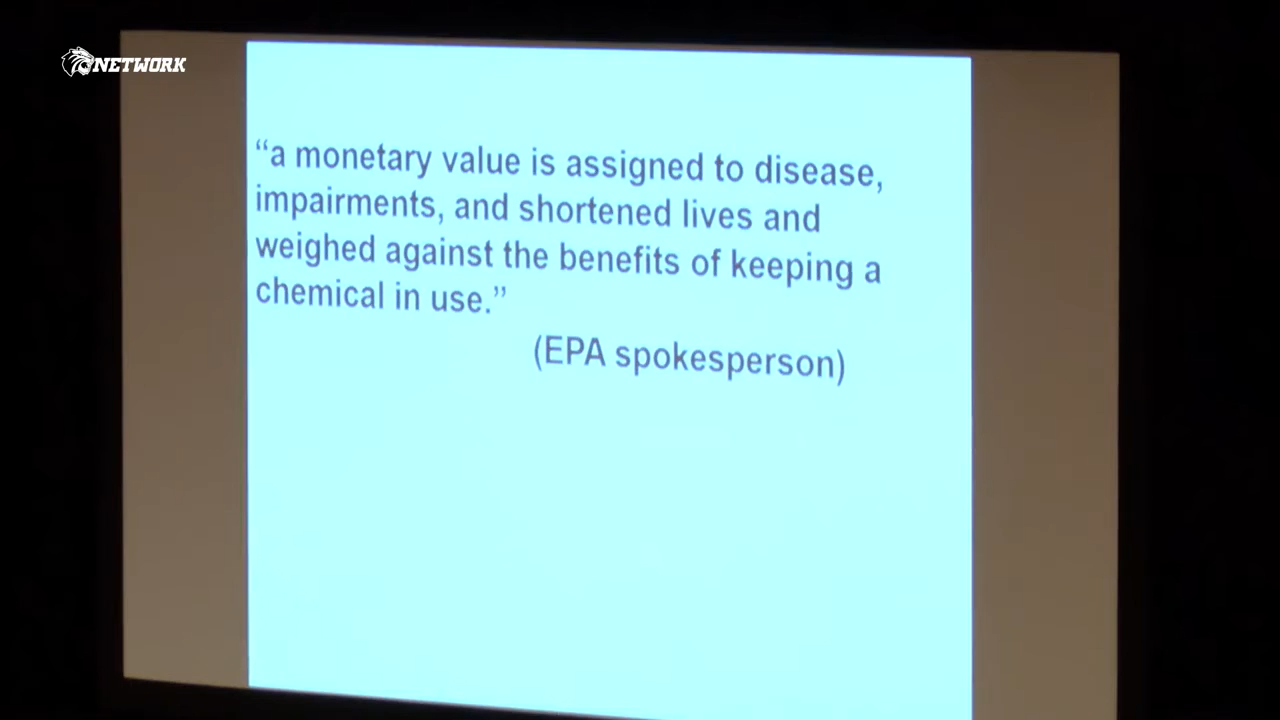 NETWORK
“a monetary value is assigned to disease,
impairments, and shortened lives and
weighed against the benefits of keeping a
chemical in use.”
(EPA spokesperson)